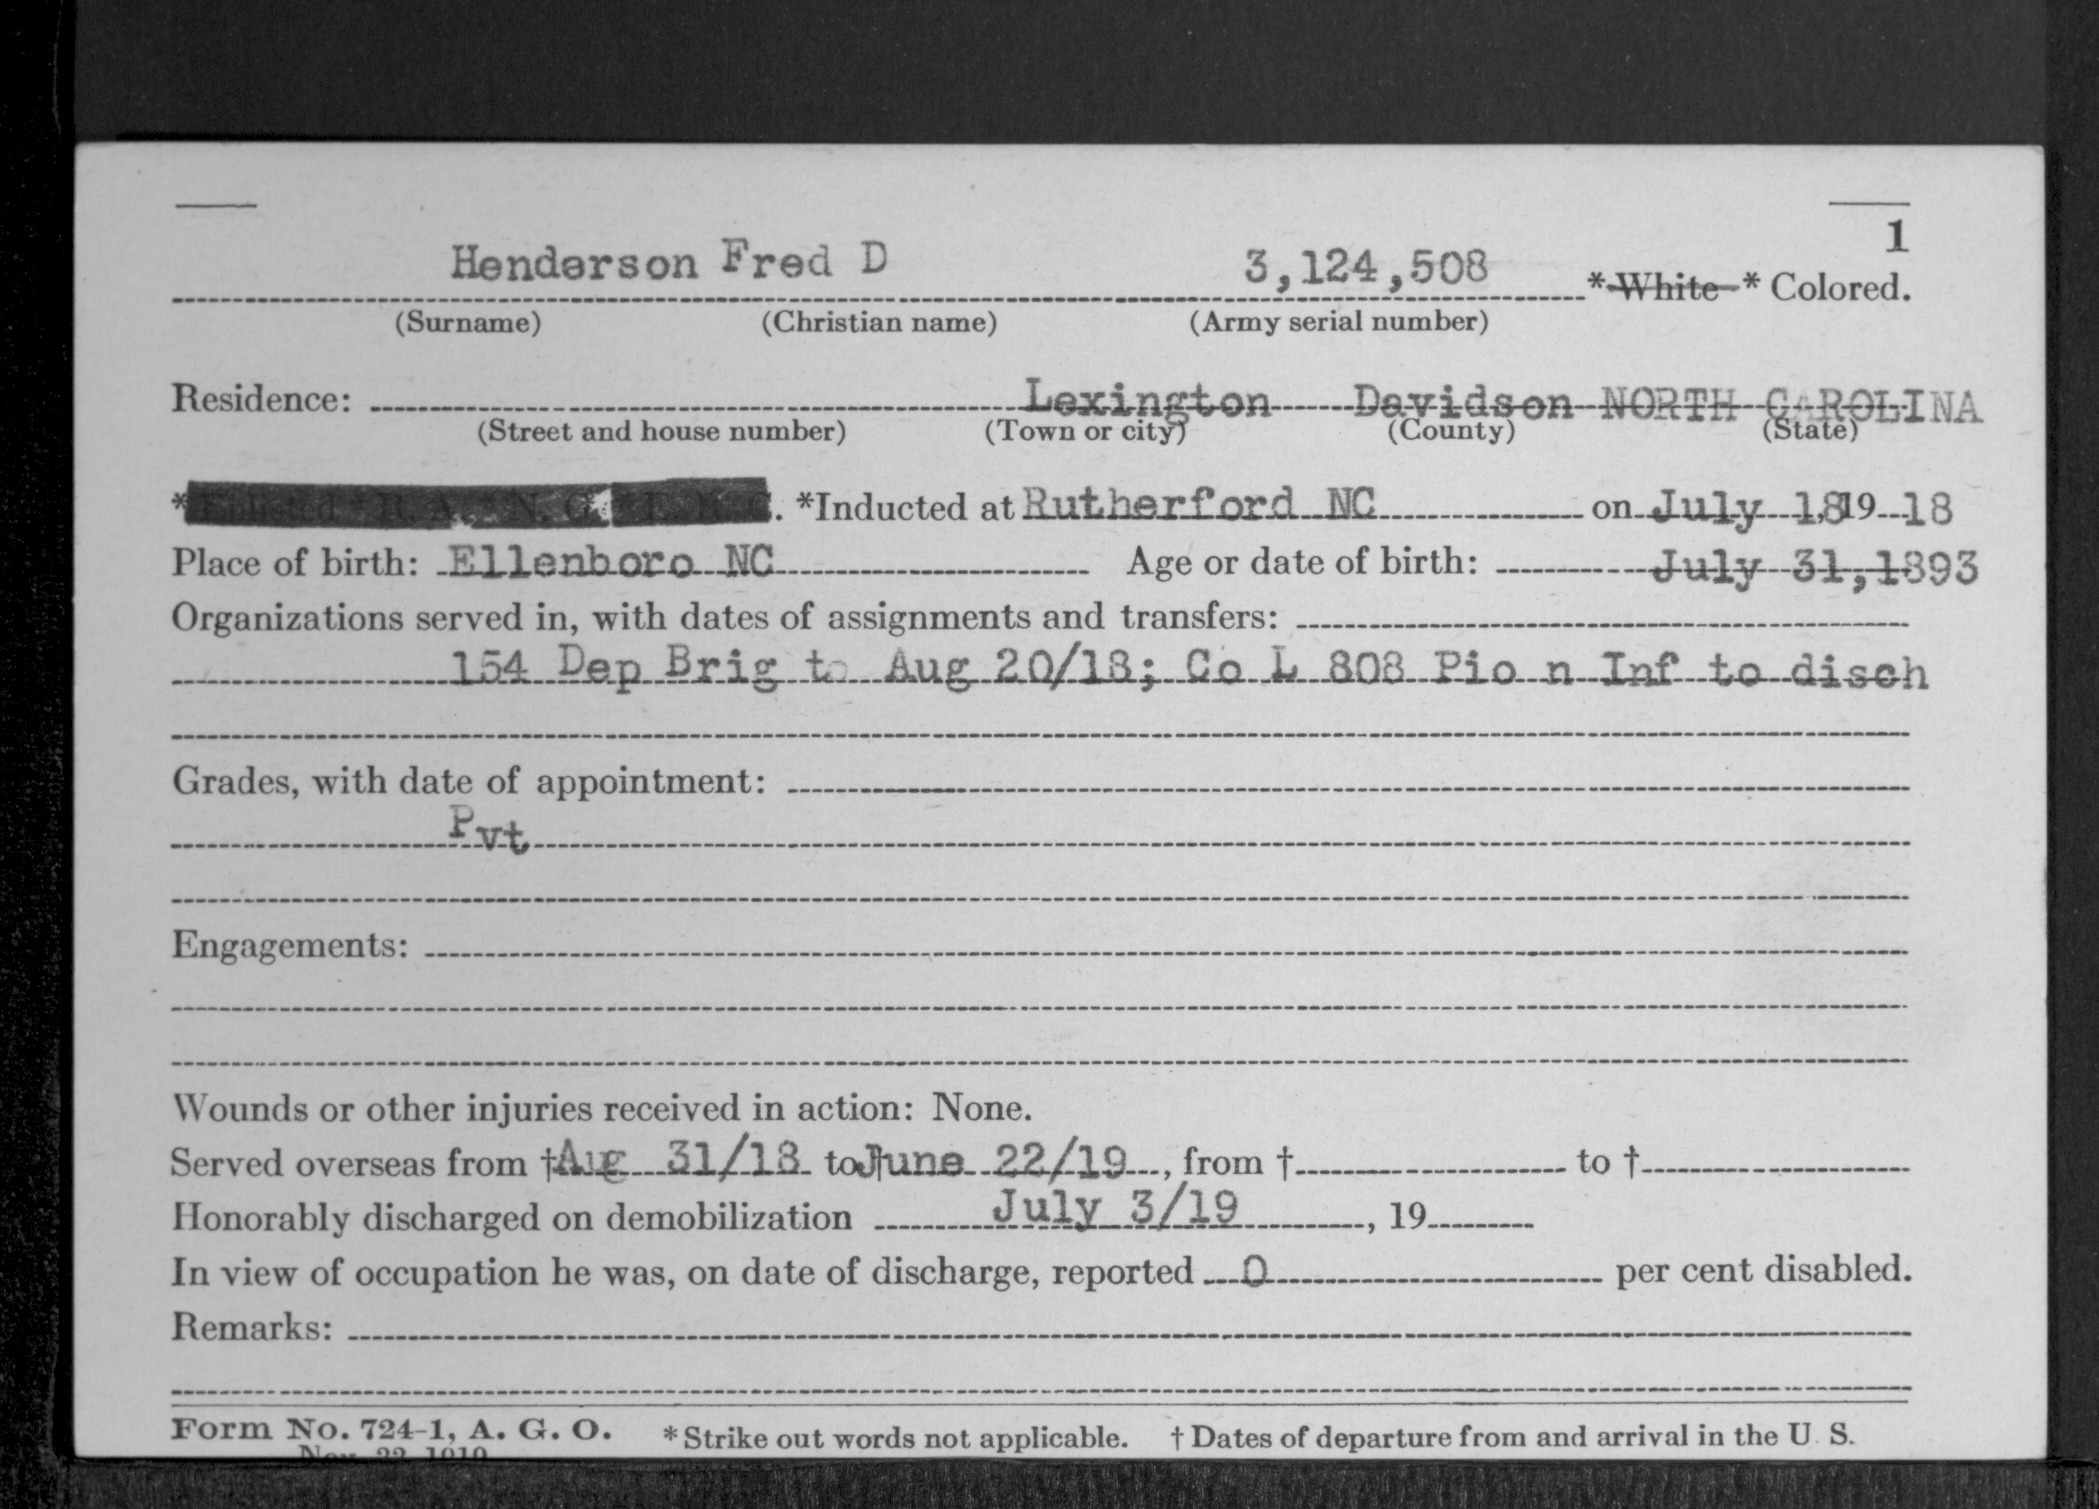 1
Henderson Fred D 3,124,508 *White * Colored.
(Surname) (Christian name) (Army serial number)
Residence: Lexington Davidson NORTH CAROLINA
(Street and house number) (Town or city) (County) (State)
*Enlisted *R. A. *N. G. *E. R. C. *Inducted at Rutherford NC on July 18, 1918
Place of birth: Ellenboro NC Age or date of birth: July 31,1893
Organizations served in, with dates of assignments and transfers:
154 Dep Brig to Aug 20/18; Co L 808 Pio n Inf to disch
Grades, with date of appointment:
Pvt
Engagements:
Wounds or other injuries received in action: None.
Served overseas from †Aug 31/18 to †June 22/19, from † to †
Honorably discharged on demobilization July 3/19, 19
In view of occupation he was, on date of discharge, reported 0 per cent disabled.
Remarks:
Form No. 724-1, A. G. O. *Strike out words not applicable. † Dates of departure from and arrival in the U. S.
Nov. 22, 1919